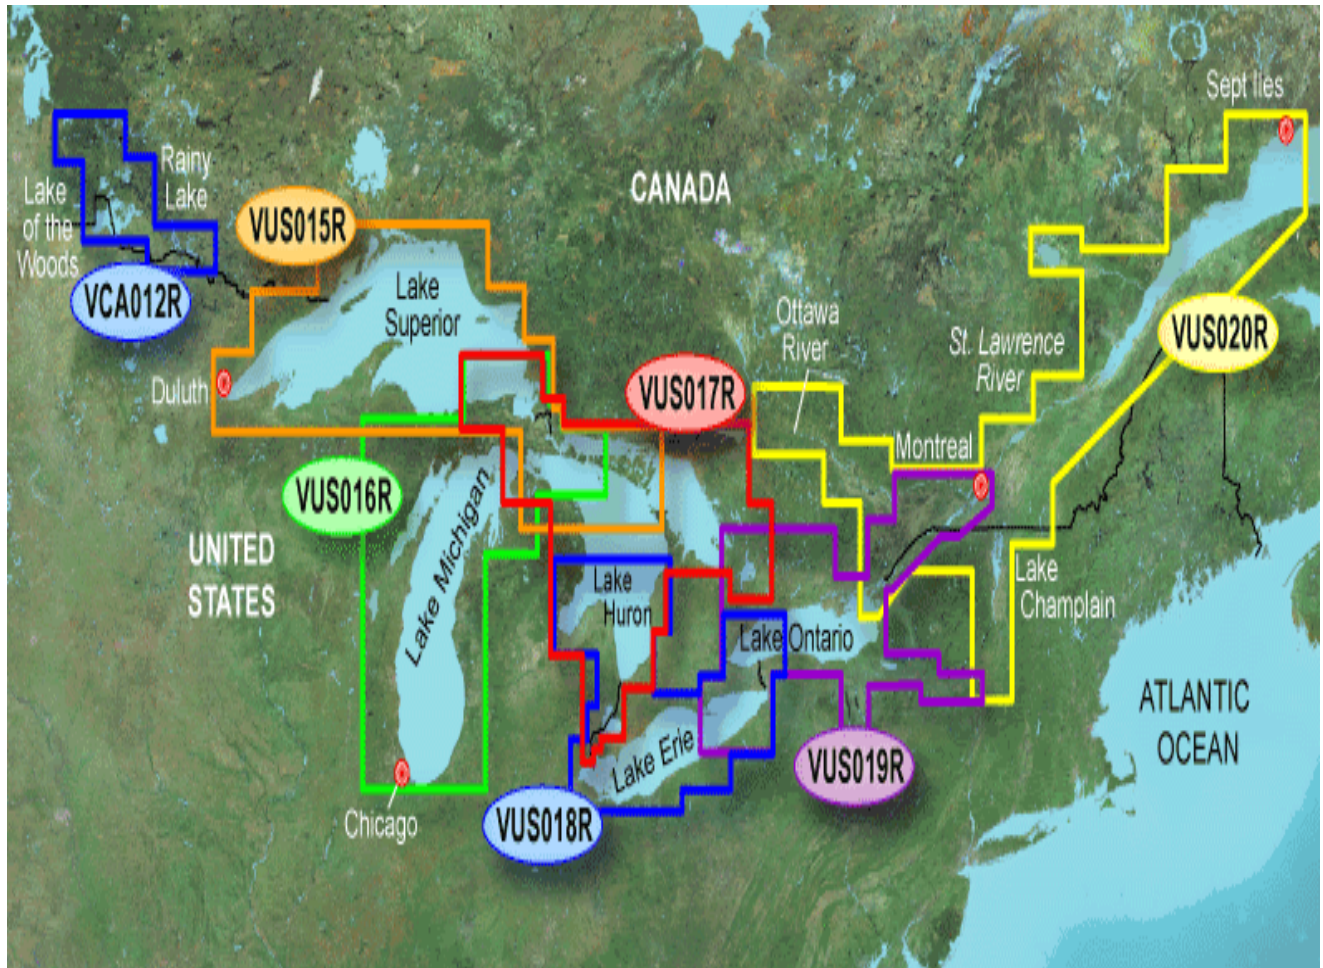 Sept Iles
Rainy
Lake
CANADA
Lake
of the
Woods
VUS015R
VCA012R
Lake
Superior
Ottawa
River
St. Lawrence
River
VUS020R
Duluth
VUS017R
Montreal
VUS016R
Lake Michigan
UNITED
STATES
Lake
Huron
Lake
Champlain
Lake Ontario
ATLANTIC
OCEAN
Lake Erie
VUS019R
Chicago
VUS018R